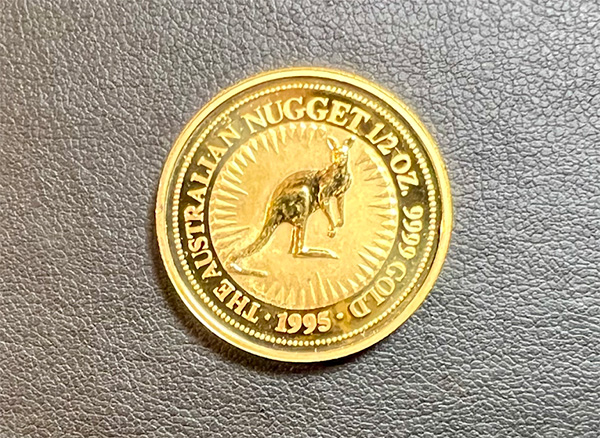 THE AUSTRALIAN NUGGET 1/2 OZ 9999 GOLD
· 1995 ·